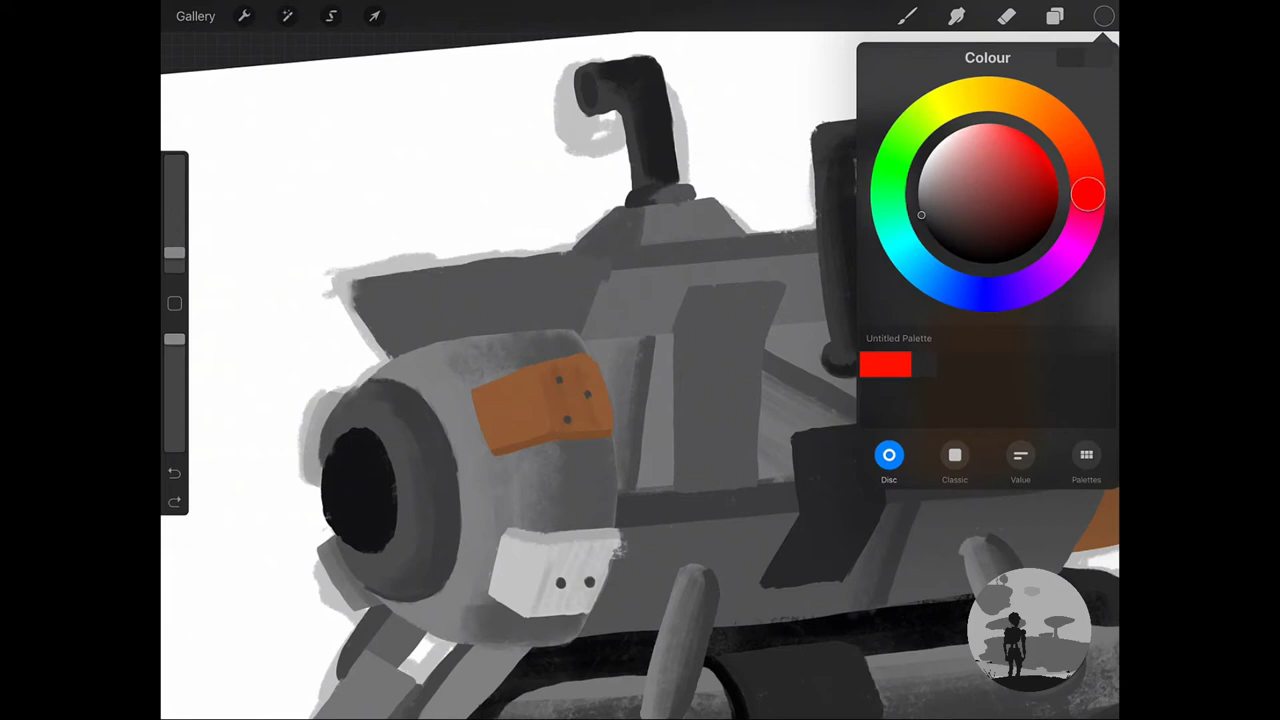 Gallery
Colour
Untitled Palette
Disc
Classic
Value
Palettes